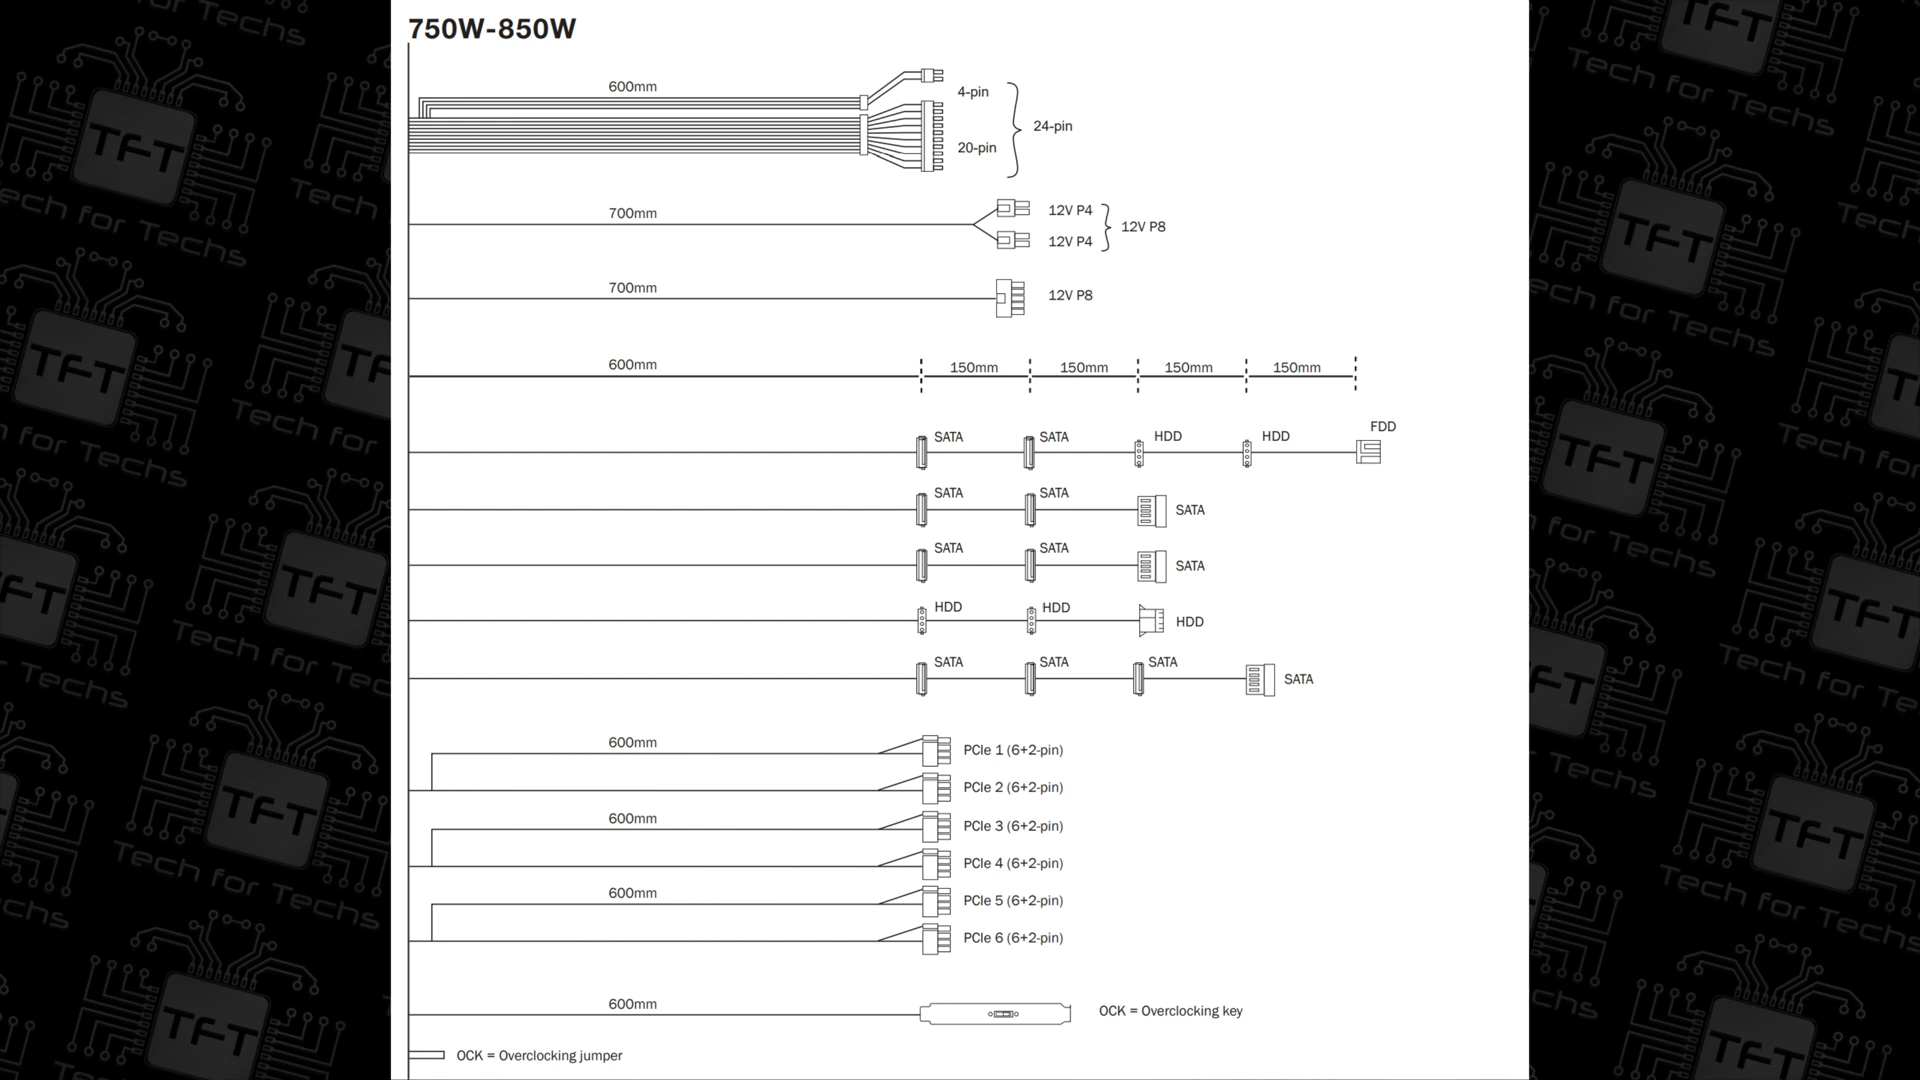 750W-850W
600mm
4-pin
24-pin
20-pin
700mm
12V P4
12V P8
12V P4
700mm
12V P8
600mm
150mm
150mm
150mm
150mm
SATA
SATA
HDD
HDD
FDD
SATA
SATA
SATA
SATA
SATA
SATA
HDD
HDD
HDD
SATA
SATA
SATA
SATA
600mm
PCIe 1 (6+2-pin)
PCIe 2 (6+2-pin)
600mm
PCIe 3 (6+2-pin)
PCIe 4 (6+2-pin)
600mm
PCIe 5 (6+2-pin)
PCIe 6 (6+2-pin)
600mm
OCK = Overclocking key
OCK = Overclocking jumper
TFT
Tech for Techs